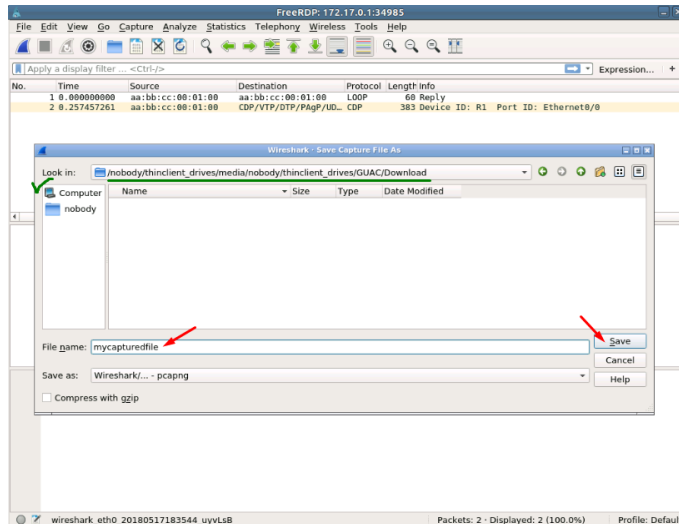 FreeRDP: 172.17.0.1:34985
File Edit View Go Capture Analyze Statistics Telephony Wireless Tools Help
Apply a display filter ... <Ctrl-/> Expression... +
No. Time Source Destination Protocol Length Info
1 0.000000000 aa:bb:cc:00:01:00 aa:bb:cc:00:01:00 LOOP 60 Reply
2 0.257457261 aa:bb:cc:00:01:00 CDP/VTP/DTP/PAgP/UD... CDP 383 Device ID: R1 Port ID: Ethernet0/0
Wireshark · Save Capture File As
Look in: /nobody/thinclient_drives/media/nobody/thinclient_drives/GUAC/Download
Computer Name Size Type Date Modified
nobody
File name: mycapturedfile Save
Cancel
Save as: Wireshark/... - pcapng Help
Compress with gzip
wireshark_eth0_20180517183544_uyvLsB Packets: 2 · Displayed: 2 (100.0%) Profile: Defaul